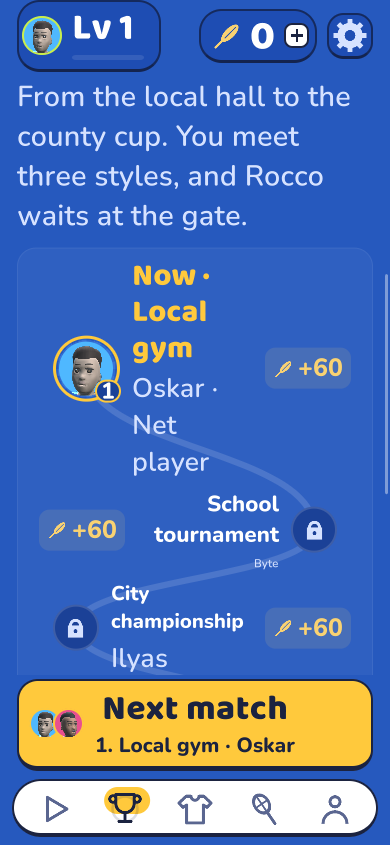 Lv 1
0
From the local hall to the
county cup. You meet
three styles, and Rocco
waits at the gate.
Now ·
Local
gym
Oskar ·
Net
player
1
+60
School
tournament
Byte
+60
City
championship
Ilyas
+60
Next match
1. Local gym · Oskar